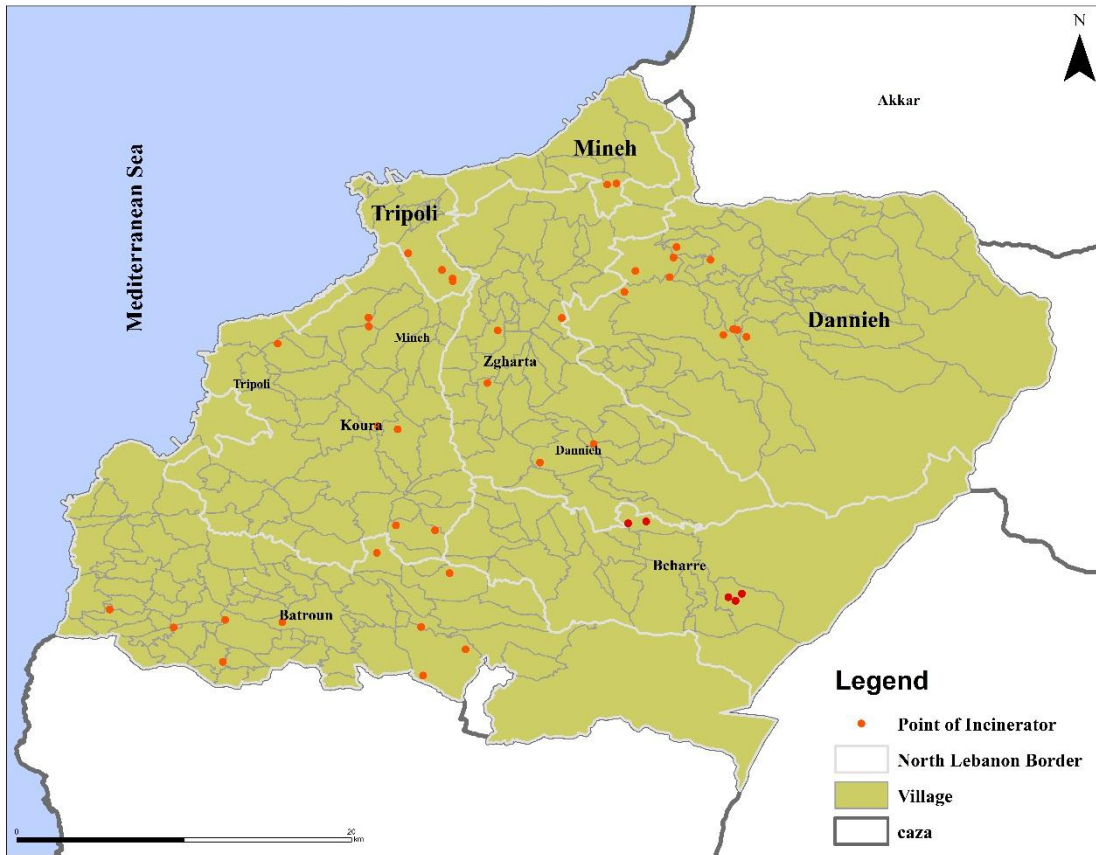 N
Akkar
Mineh
Tripoli
Mediterranean Sea
Dannieh
Mineh
Zgharta
Tripoli
Koura
Dannieh
Bcharre
Batroun
Legend
Point of Incinerator
North Lebanon Border
Village
caza
0
20
km